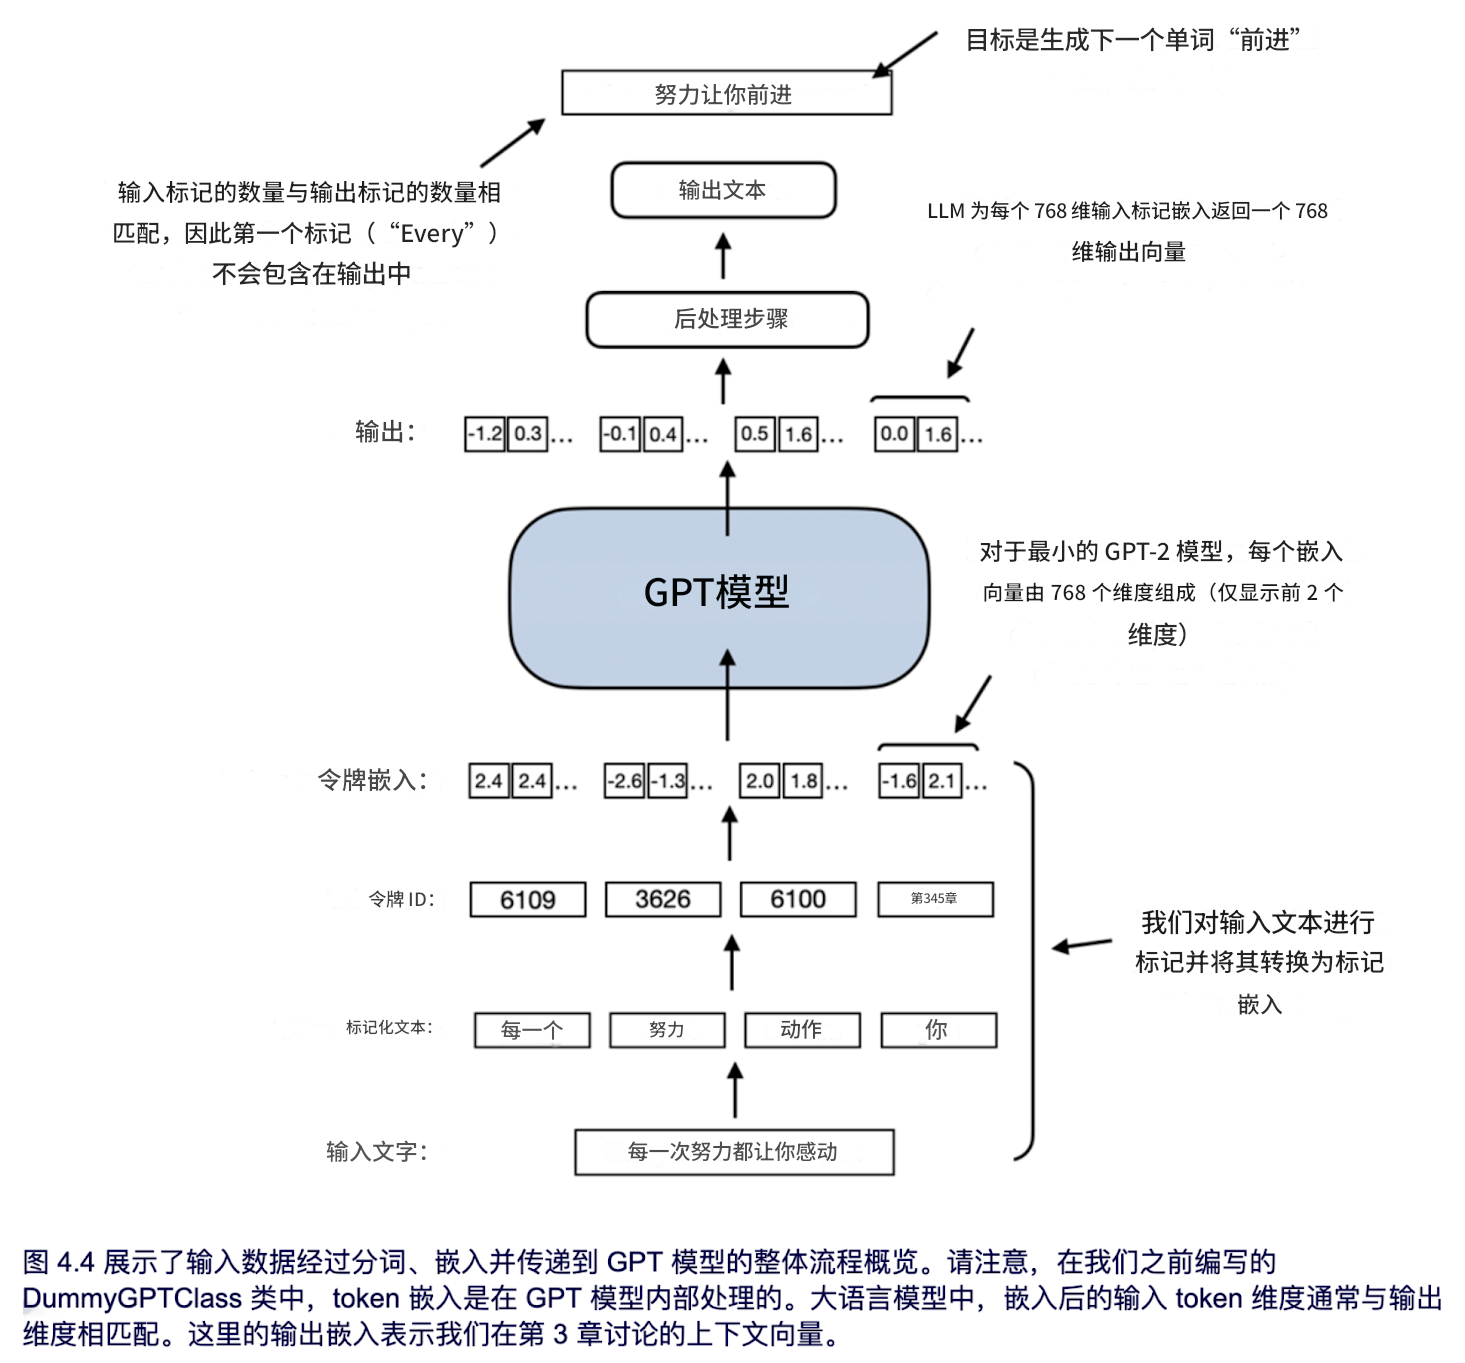 目标是生成下一个单词“前进”
努力让你前进
输入标记的数量与输出标记的数量相
匹配，因此第一个标记（“Every”）
不会包含在输出中
输出文本
LLM 为每个 768 维输入标记嵌入返回一个 768
维输出向量
后处理步骤
输出： -1.2 0.3 ... -0.1 0.4 ... 0.5 1.6 ... 0.0 1.6 ...
GPT模型
对于最小的 GPT-2 模型，每个嵌入
向量由 768 个维度组成（仅显示前 2 个
维度）
令牌嵌入： 2.4 2.4 ... -2.6 -1.3 ... 2.0 1.8 ... -1.6 2.1 ...
令牌 ID： 6109 3626 6100 第345章
我们对输入文本进行
标记并将其转换为标记
嵌入
标记化文本： 每一个 努力 动作 你
输入文字： 每一次努力都让你感动
图 4.4 展示了输入数据经过分词、嵌入并传递到 GPT 模型的整体流程概览。请注意，在我们之前编写的
DummyGPTClass 类中，token 嵌入是在 GPT 模型内部处理的。大语言模型中，嵌入后的输入 token 维度通常与输出
维度相匹配。这里的输出嵌入表示我们在第 3 章讨论的上下文向量。